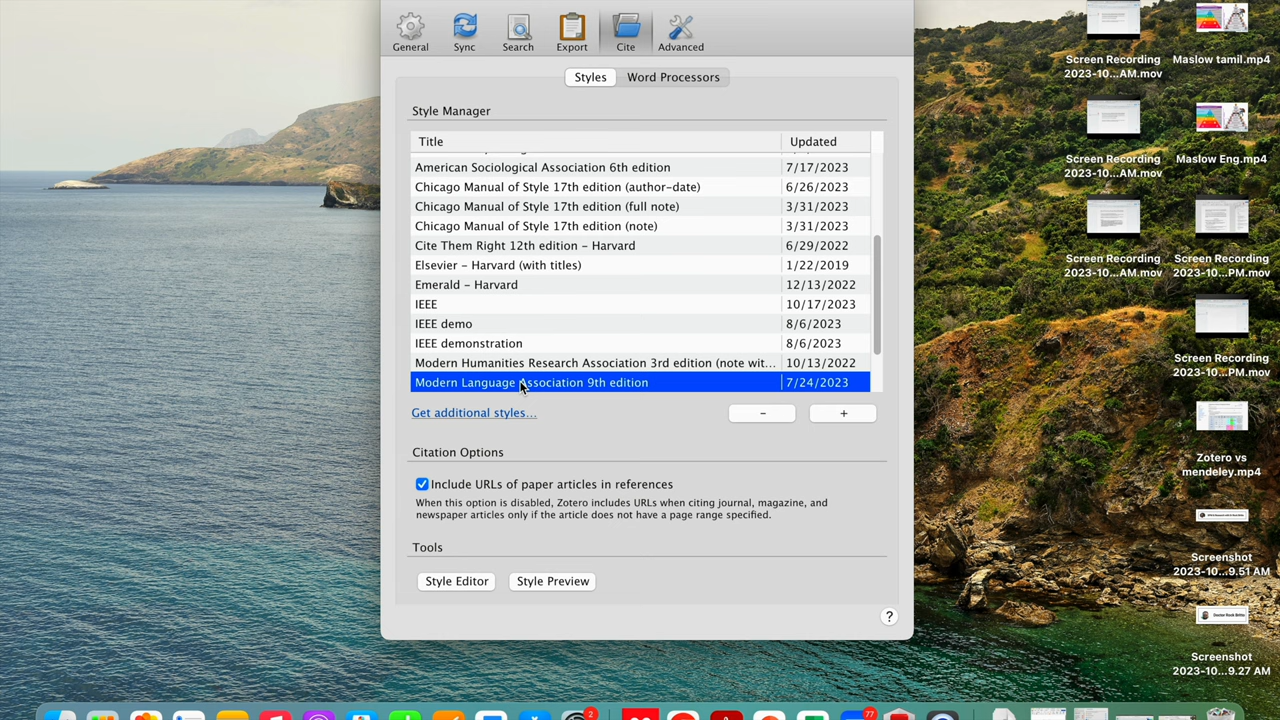 General
Sync
Search
Export
Cite
Advanced
Styles
Word Processors
Style Manager
Title
Updated
American Sociological Association 6th edition
7/17/2023
Chicago Manual of Style 17th edition (author-date)
6/26/2023
Chicago Manual of Style 17th edition (full note)
3/31/2023
Chicago Manual of Style 17th edition (note)
3/31/2023
Cite Them Right 12th edition – Harvard
6/29/2022
Elsevier – Harvard (with titles)
1/22/2019
Emerald – Harvard
12/13/2022
IEEE
10/17/2023
IEEE demo
8/6/2023
IEEE demonstration
8/6/2023
Modern Humanities Research Association 3rd edition (note wit...
10/13/2022
Modern Language Association 9th edition
7/24/2023
Get additional styles...
–
+
Citation Options
Include URLs of paper articles in references
When this option is disabled, Zotero includes URLs when citing journal, magazine, and
newspaper articles only if the article does not have a page range specified.
Tools
Style Editor
Style Preview
?
Screen Recording
2023-10...AM.mov
Maslow tamil.mp4
Screen Recording
2023-10...AM.mov
Maslow Eng.mp4
Screen Recording
2023-10...AM.mov
Screen Recording
2023-10...PM.mov
Screen Recording
2023-10...PM.mov
Zotero vs
mendeley.mp4
Screenshot
2023-10...9.51 AM
Screenshot
2023-10...9.27 AM
2
77